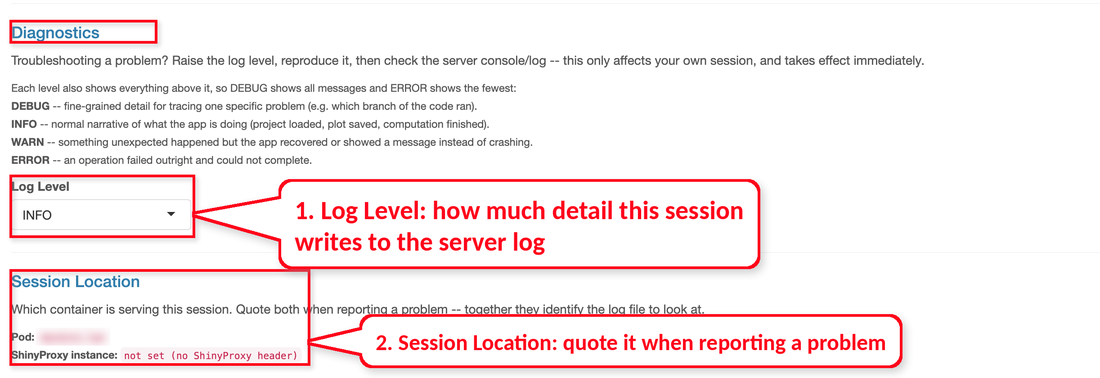 Diagnostics
Troubleshooting a problem? Raise the log level, reproduce it, then check the server console/log -- this only affects your own session, and takes effect immediately.
Each level also shows everything above it, so DEBUG shows all messages and ERROR shows the fewest:
DEBUG -- fine-grained detail for tracing one specific problem (e.g. which branch of the code ran).
INFO -- normal narrative of what the app is doing (project loaded, plot saved, computation finished).
WARN -- something unexpected happened but the app recovered or showed a message instead of crashing.
ERROR -- an operation failed outright and could not complete.
Log Level
INFO
1. Log Level: how much detail this session
writes to the server log
Session Location
Which container is serving this session. Quote both when reporting a problem -- together they identify the log file to look at.
Pod:
ShinyProxy instance: not set (no ShinyProxy header)
2. Session Location: quote it when reporting a problem